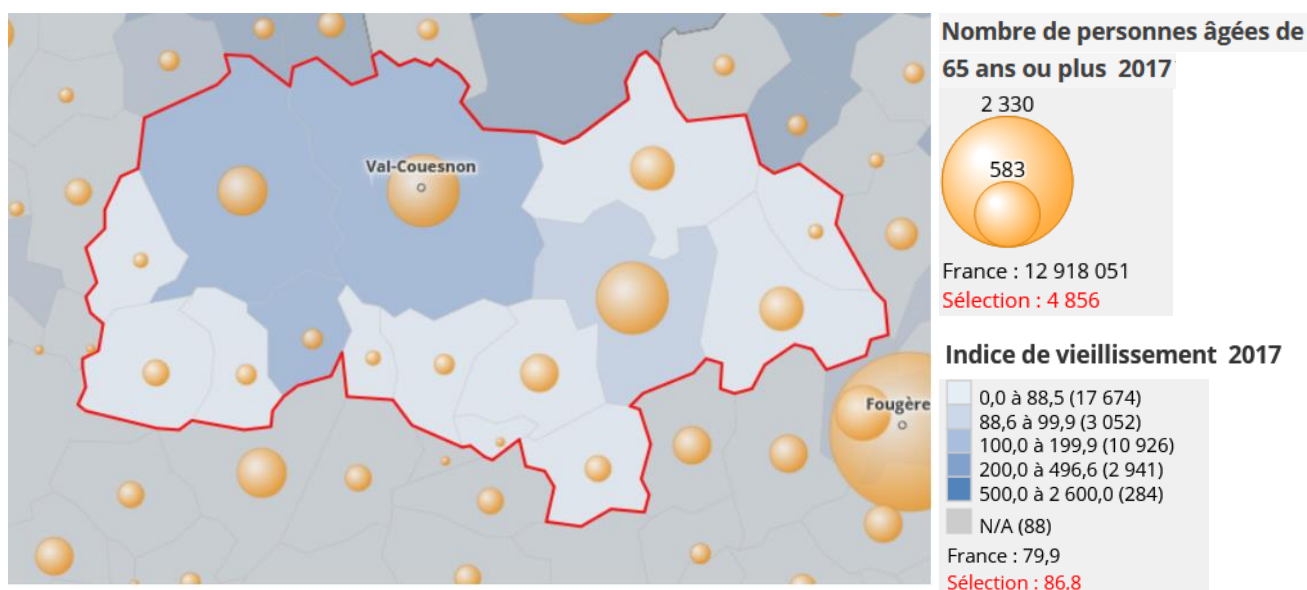 Val-Couesnon
Fougère
Nombre de personnes âgées de
65 ans ou plus 2017
2 330
583
France : 12 918 051
Sélection : 4 856
Indice de vieillissement 2017
0,0 à 88,5 (17 674)
88,6 à 99,9 (3 052)
100,0 à 199,9 (10 926)
200,0 à 496,6 (2 941)
500,0 à 2 600,0 (284)
N/A (88)
France : 79,9
Sélection : 86,8